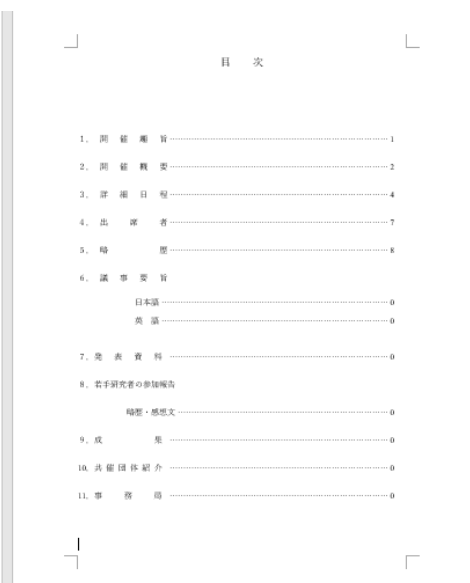 目　次
1．開　催　趣　旨 …… 1
2．開　催　概　要 …… 2
3．詳　細　日　程 …… 4
4．出　席　者 …… 7
5．略　歴 …… 8
6．議　事　要　旨
日本語 …… 0
英　語 …… 0
7．発　表　資　料 …… 0
8．若手研究者の参加報告
略歴・感想文 …… 0
9．成　果 …… 0
10．共 催 団 体 紹 介 …… 0
11．事　務　局 …… 0